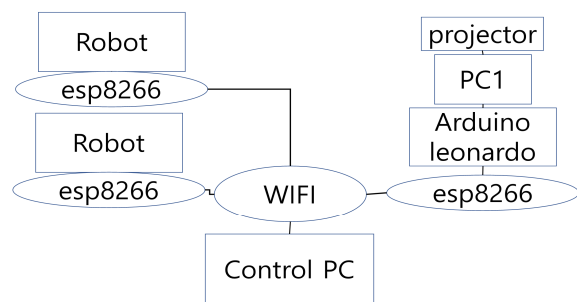 Robot
esp8266
Robot
esp8266
WIFI
Control PC
projector
PC1
Arduino
leonardo
esp8266